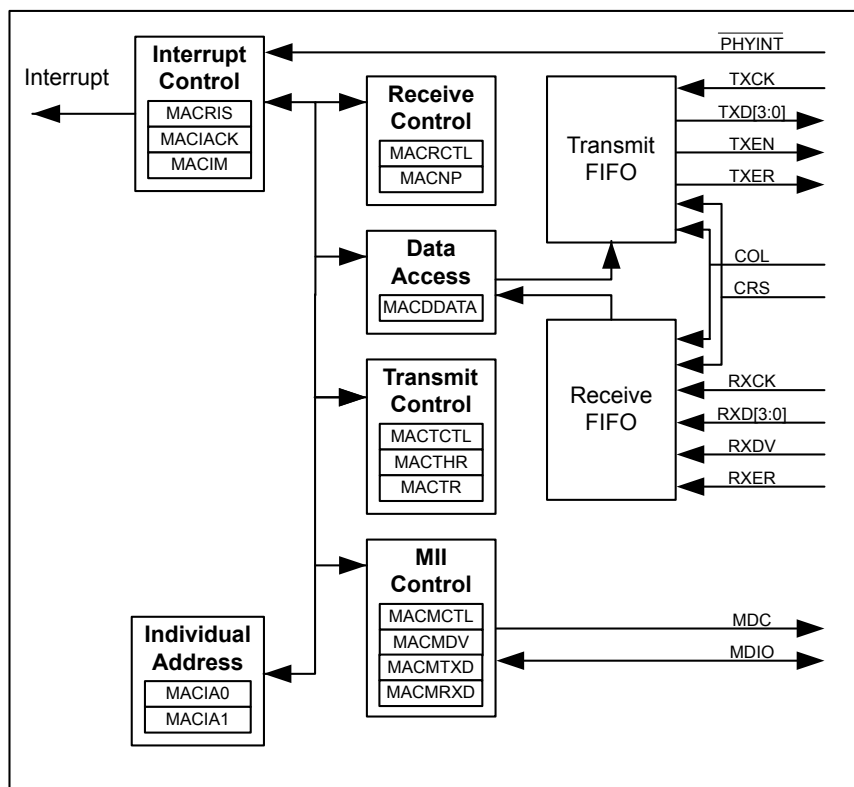 Interrupt
Interrupt
Control
MACRIS
MACIACK
MACIM
Receive
Control
MACRCTL
MACNP
Data
Access
MACDDATA
Transmit
Control
MACTCTL
MACTHR
MACTR
MII
Control
MACMCTL
MACMDV
MACMTXD
MACMRXD
Individual
Address
MACIA0
MACIA1
Transmit
FIFO
Receive
FIFO
PHYINT
TXCK
TXD[3:0]
TXEN
TXER
COL
CRS
RXCK
RXD[3:0]
RXDV
RXER
MDC
MDIO